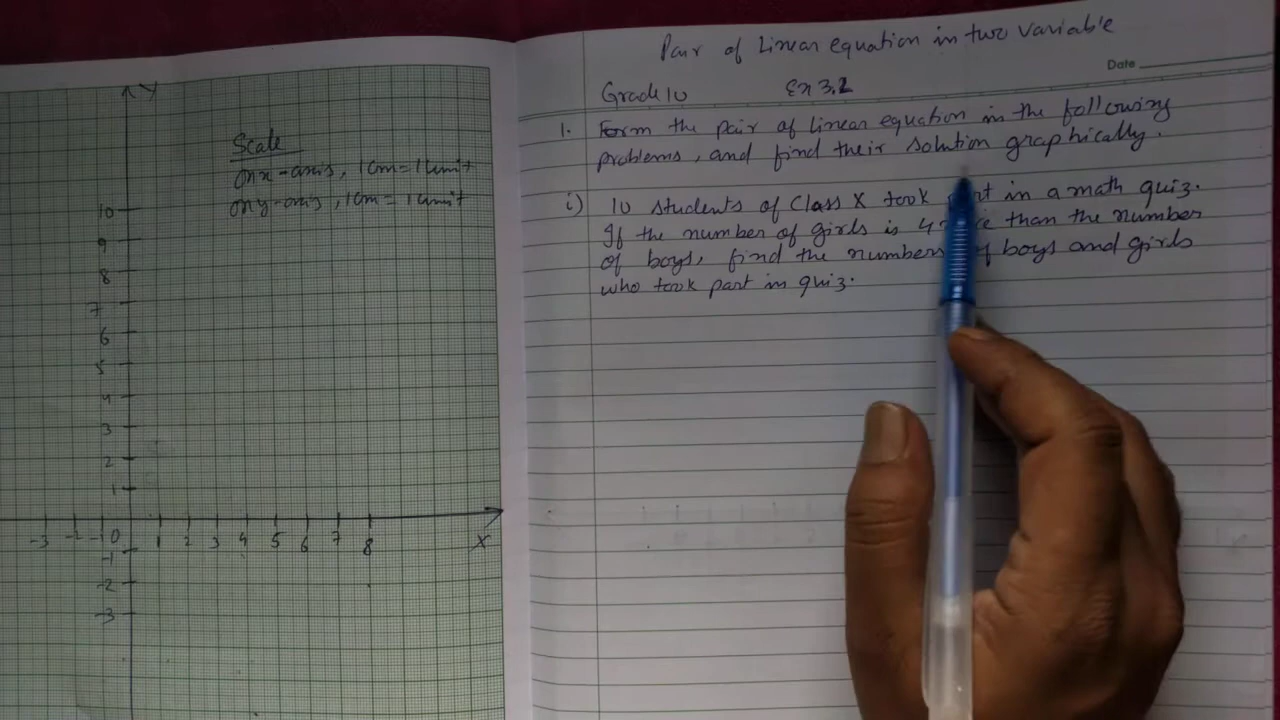 Pair of Linear equation in two variable
Date
Grade 10 Ex 3.2
1. Form the pair of linear equation in the following
problems, and find their solution graphically.
i) 10 students of Class X took in a math quiz.
If the number of girls is 4 than the number
of boys, find the numbers of boys and girls
who took part in quiz.
Y
Scale
on x-axis, 1cm = 1 unit
on y-axis, 1cm = 1 unit
10
9
8
7
6
5
4
3
2
1
-3 -2 -1 0 1 2 3 4 5 6 7 8 X
-1
-2
-3